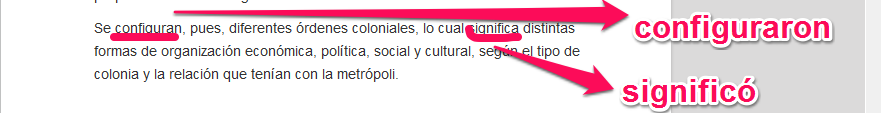 Se configuran, pues, diferentes órdenes coloniales, lo cual significa distintas
formas de organización económica, política, social y cultural, según el tipo de
colonia y la relación que tenían con la metrópoli.
configuraron
significó